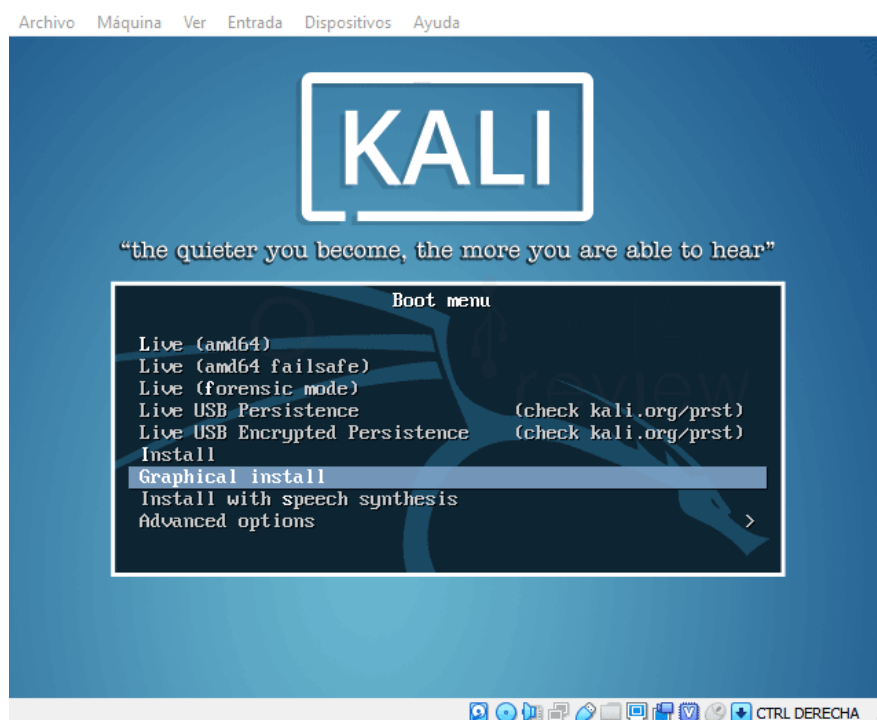 Archivo Máquina Ver Entrada Dispositivos Ayuda
KALI
“the quieter you become, the more you are able to hear”
Boot menu
Live (amd64)
Live (amd64 failsafe)
Live (forensic mode)
Live USB Persistence (check kali.org/prst)
Live USB Encrypted Persistence (check kali.org/prst)
Install
Graphical install
Install with speech synthesis
Advanced options >
review
CTRL DERECHA